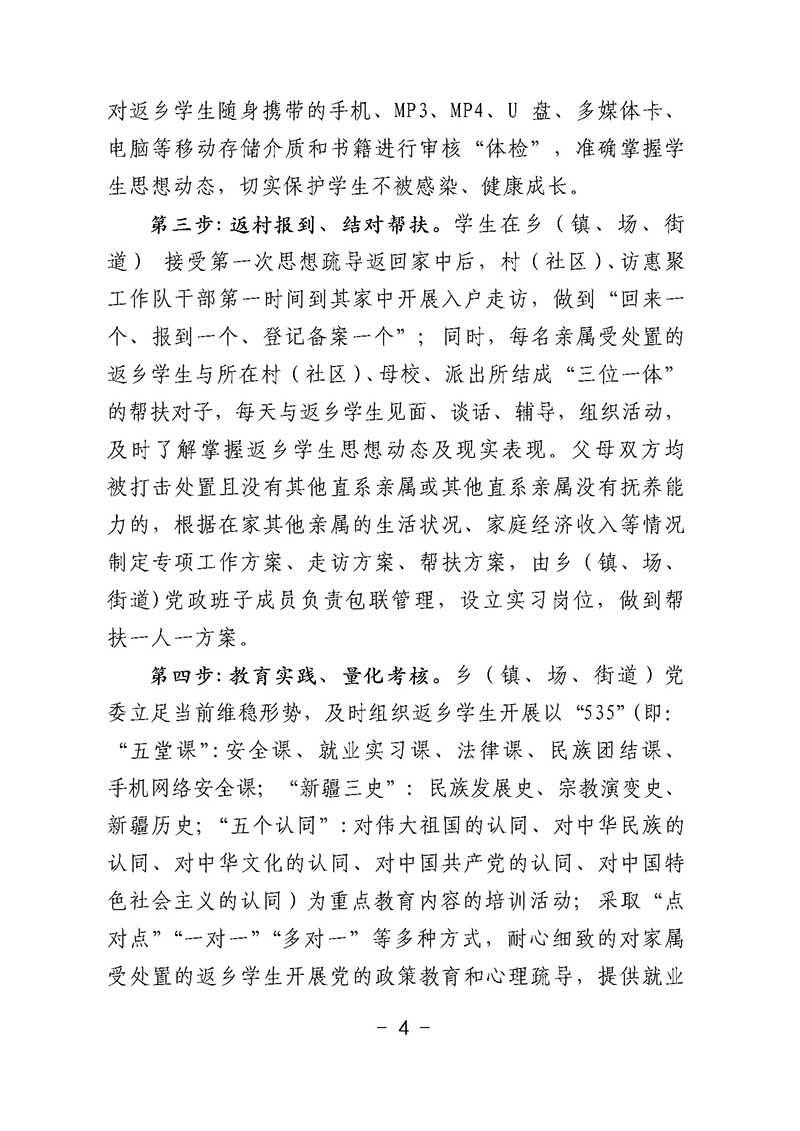 对返乡学生随身携带的手机、MP3、MP4、U 盘、多媒体卡、
电脑等移动存储介质和书籍进行审核“体检”，准确掌握学
生思想动态，切实保护学生不被感染、健康成长。
第三步：返村报到、结对帮扶。学生在乡（镇、场、街
道） 接受第一次思想疏导返回家中后，村（社区）、访惠聚
工作队干部第一时间到其家中开展入户走访，做到“回来一
个、报到一个、登记备案一个”；同时，每名亲属受处置的
返乡学生与所在村（社区）、母校、派出所结成“三位一体”
的帮扶对子，每天与返乡学生见面、谈话、辅导，组织活动，
及时了解掌握返乡学生思想动态及现实表现。父母双方均
被打击处置且没有其他直系亲属或其他直系亲属没有抚养能
力的，根据在家其他亲属的生活状况、家庭经济收入等情况
制定专项工作方案、走访方案、帮扶方案，由乡（镇、场、
街道)党政班子成员负责包联管理，设立实习岗位，做到帮
扶一人一方案。
第四步：教育实践、量化考核。乡（镇、场、街道）党
委立足当前维稳形势，及时组织返乡学生开展以“535”（即：
“五堂课”：安全课、就业实习课、法律课、民族团结课、
手机网络安全课；“新疆三史”：民族发展史、宗教演变史、
新疆历史；“五个认同”：对伟大祖国的认同、对中华民族的
认同、对中华文化的认同、对中国共产党的认同、对中国特
色社会主义的认同）为重点教育内容的培训活动；采取“点
对点”“一对一”“多对一”等多种方式，耐心细致的对家属
受处置的返乡学生开展党的政策教育和心理疏导，提供就业
- 4 -